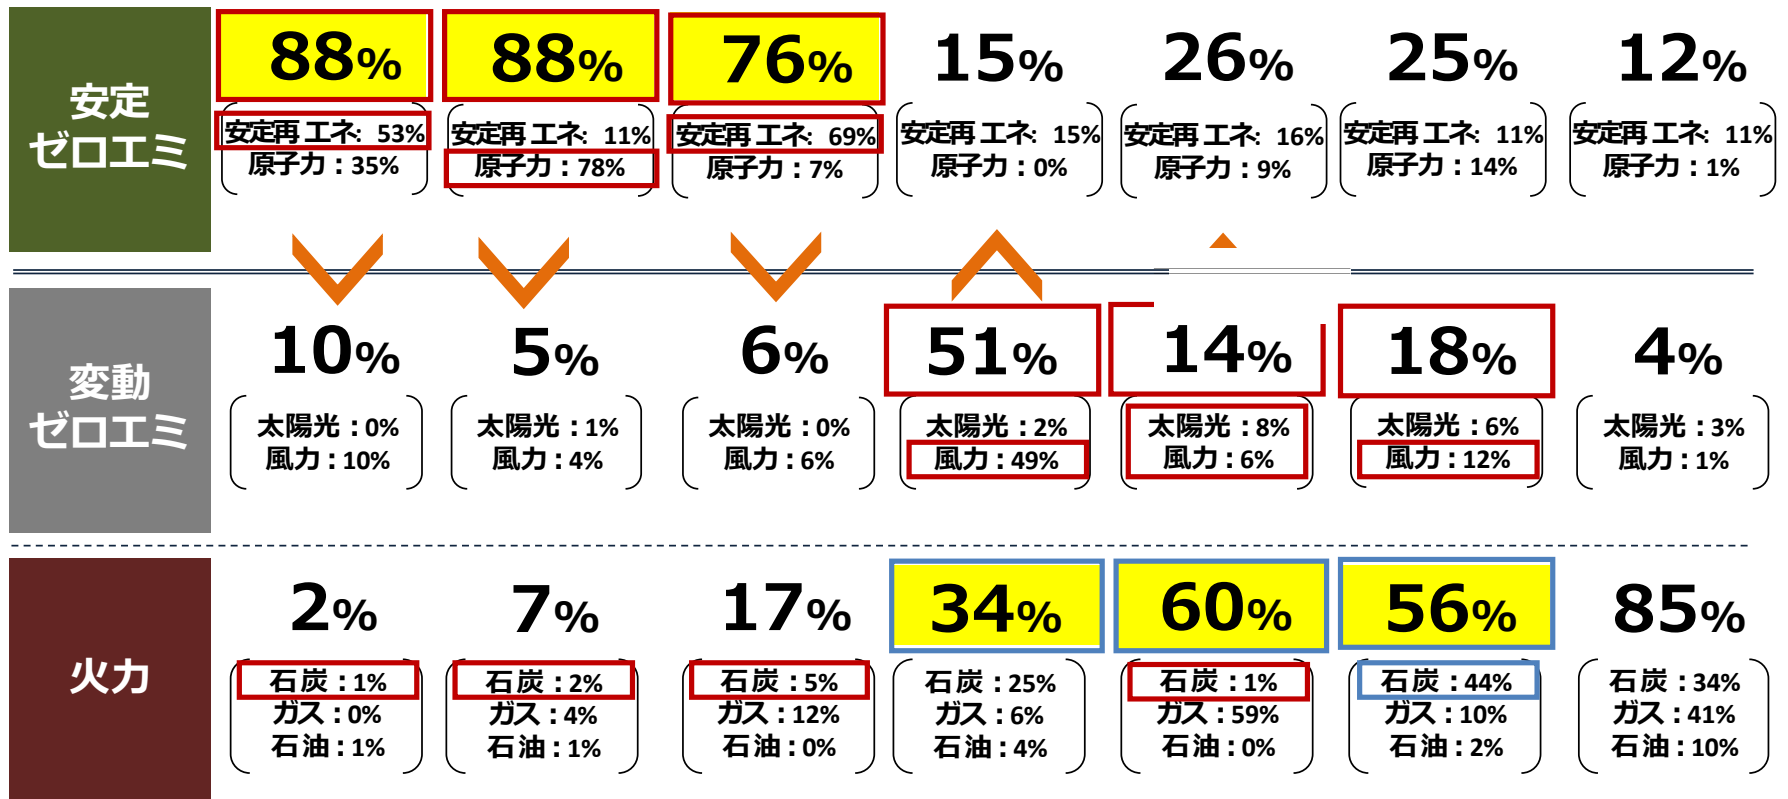 安定
ゼロエミ
88% 88% 76% 15% 26% 25% 12%
安定再エネ: 53% 安定再エネ: 11% 安定再エネ: 69% 安定再エネ: 15% 安定再エネ: 16% 安定再エネ: 11% 安定再エネ: 11%
原子力:35% 原子力:78% 原子力:7% 原子力:0% 原子力:9% 原子力:14% 原子力:1%
変動
ゼロエミ
10% 5% 6% 51% 14% 18% 4%
太陽光:0% 太陽光:1% 太陽光:0% 太陽光:2% 太陽光:8% 太陽光:6% 太陽光:3%
風力:10% 風力:4% 風力:6% 風力:49% 風力:6% 風力:12% 風力:1%
火力
2% 7% 17% 34% 60% 56% 85%
石炭:1% 石炭:2% 石炭:5% 石炭:25% 石炭:1% 石炭:44% 石炭:34%
ガス:0% ガス:4% ガス:12% ガス:6% ガス:59% ガス:10% ガス:41%
石油:1% 石油:1% 石油:0% 石油:4% 石油:0% 石油:2% 石油:10%